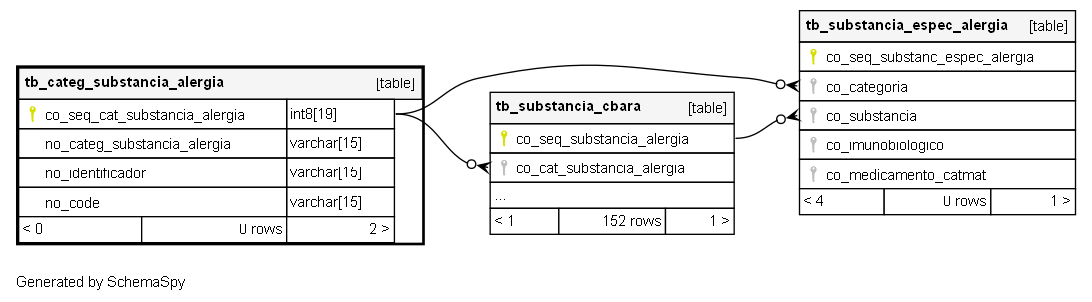 tb_categ_substancia_alergia [table]
co_seq_cat_substancia_alergia int8[19]
no_categ_substancia_alergia varchar[15]
no_identificador varchar[15]
no_code varchar[15]
< 0 0 rows 2 >
tb_substancia_cbara [table]
co_seq_substancia_alergia
co_cat_substancia_alergia
...
< 1 152 rows 1 >
tb_substancia_espec_alergia [table]
co_seq_substanc_espec_alergia
co_categoria
co_substancia
co_imunobiologico
co_medicamento_catmat
< 4 0 rows 1 >
Generated by SchemaSpy